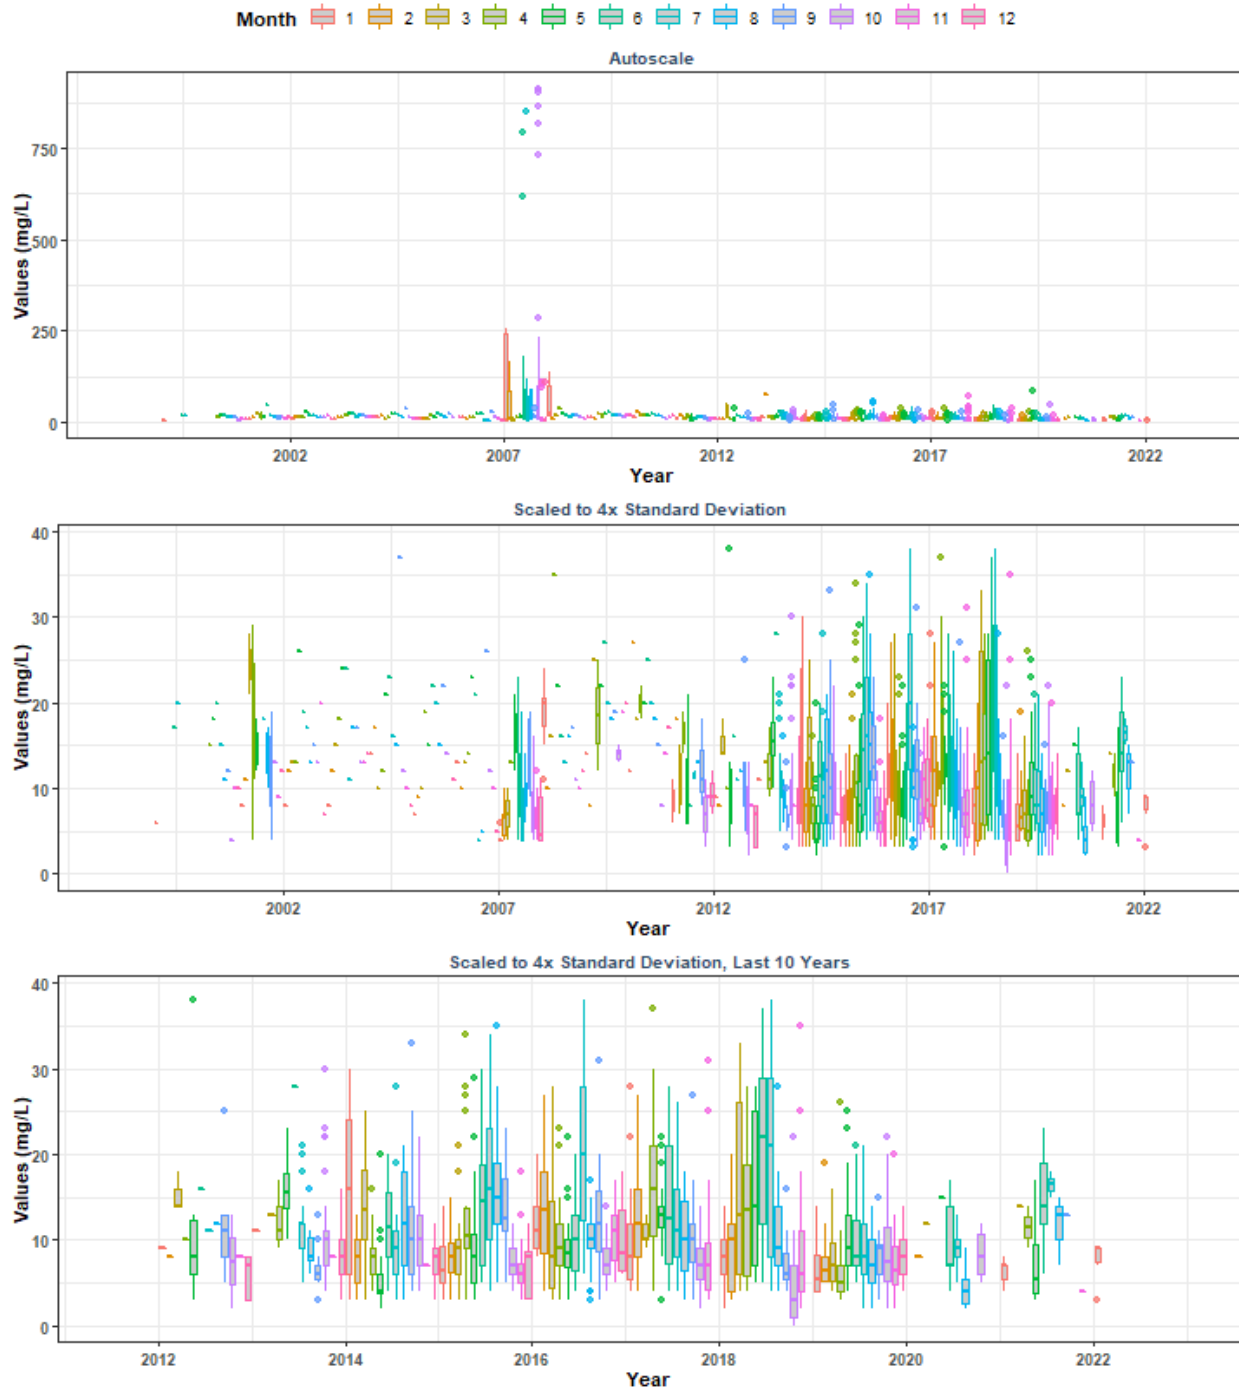 Month 1 2 3 4 5 6 7 8 9 10 11 12
Autoscale
Values (mg/L)
750
500
250
0
2002 2007 2012 2017 2022
Year
Scaled to 4x Standard Deviation
Values (mg/L)
40
30
20
10
0
2002 2007 2012 2017 2022
Year
Scaled to 4x Standard Deviation, Last 10 Years
Values (mg/L)
40
30
20
10
0
2012 2014 2016 2018 2020 2022
Year